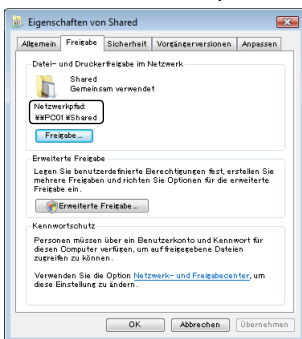 Eigenschaften von Shared
Allgemein Freigabe Sicherheit Vorgängerversionen Anpassen
Datei- und Druckerfreigabe im Netzwerk
Shared
Gemeinsam verwendet
Netzwerkpfad:
¥¥PC01¥Shared
Freigabe...
Erweiterte Freigabe
Legen Sie benutzerdefinierte Berechtigungen fest, erstellen Sie
mehrere Freigaben und richten Sie Optionen für die erweiterte
Freigabe ein.
Erweiterte Freigabe...
Kennwortschutz
Personen müssen über ein Benutzerkonto und Kennwort für
diesen Computer verfügen, um auf freigegebene Dateien
zugreifen zu können.
Verwenden Sie die Option Netzwerk- und Freigabecenter, um
diese Einstellung zu ändern.
OK Abbrechen Übernehmen